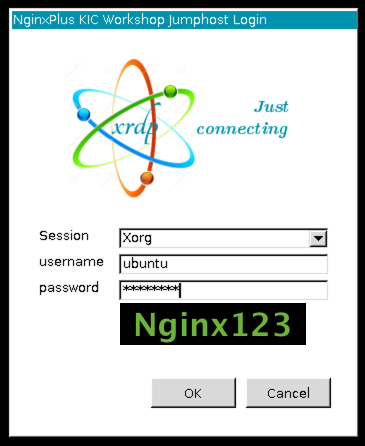 NginxPlus KIC Workshop Jumphost Login
xrdp
Just
connecting
Session
Xorg
username
ubuntu
password
********
Nginx123
OK
Cancel